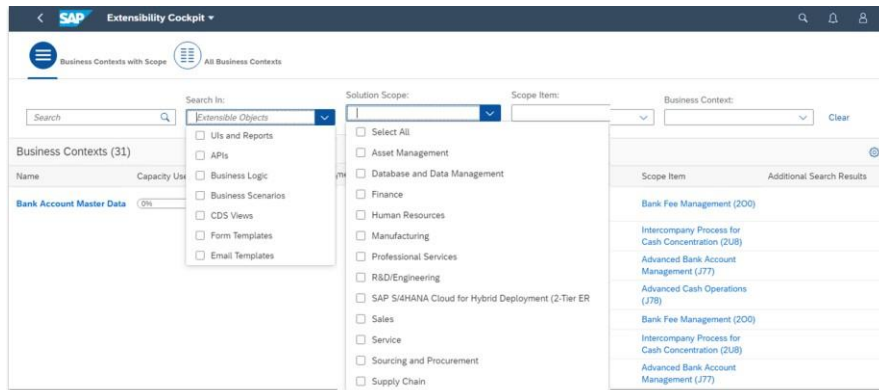 SAP Extensibility Cockpit
Business Contexts with Scope
All Business Contexts
Search In:
Solution Scope:
Scope Item:
Business Context:
Search
Extensible Objects
Clear
UIs and Reports
APIs
Business Logic
Business Scenarios
CDS Views
Form Templates
Email Templates
Select All
Asset Management
Database and Data Management
Finance
Human Resources
Manufacturing
Professional Services
R&D/Engineering
SAP S/4HANA Cloud for Hybrid Deployment (2-Tier ER
Sales
Service
Sourcing and Procurement
Supply Chain
Business Contexts (31)
Name
Capacity Use
Scope Item
Additional Search Results
Bank Account Master Data
0%
Bank Fee Management (2O0)
Intercompany Process for
Cash Concentration (2U8)
Advanced Bank Account
Management (J77)
Advanced Cash Operations
(J78)
Bank Fee Management (2O0)
Intercompany Process for
Cash Concentration (2U8)
Advanced Bank Account
Management (J77)